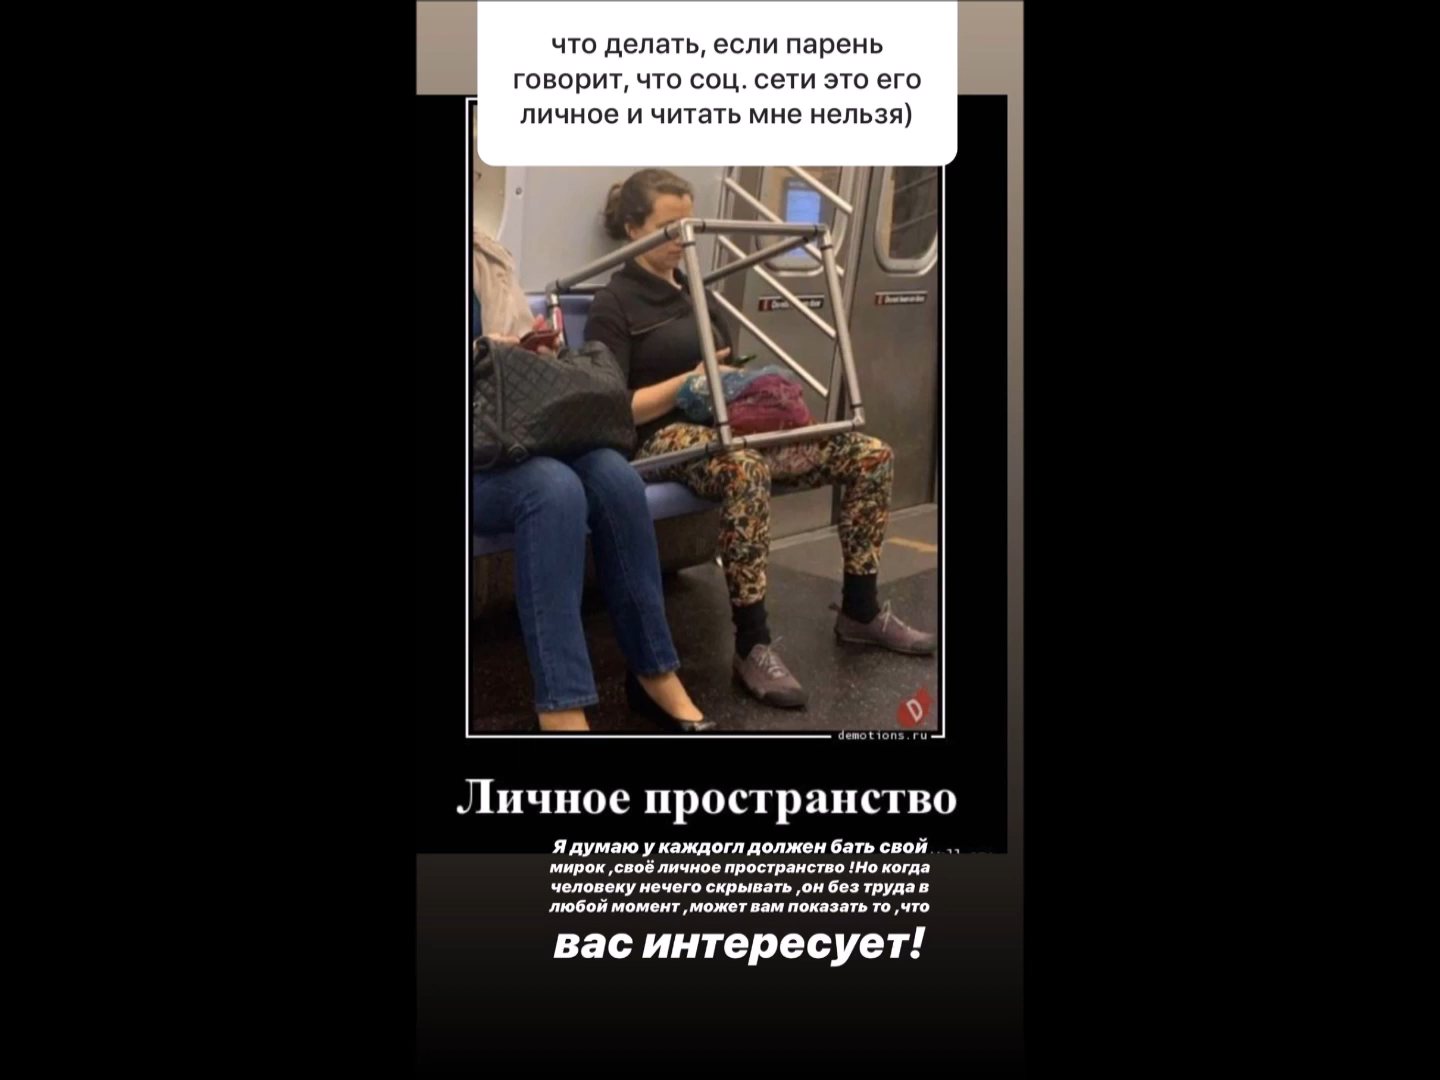 что делать, если парень
говорит, что соц. сети это его
личное и читать мне нельзя)
D
demotions.ru
Личное пространство
Я думаю у каждогл должен бать свой
мирок ,своё личное пространство !Но когда
человеку нечего скрывать ,он без труда в
любой момент ,может вам показать то ,что
вас интересует!